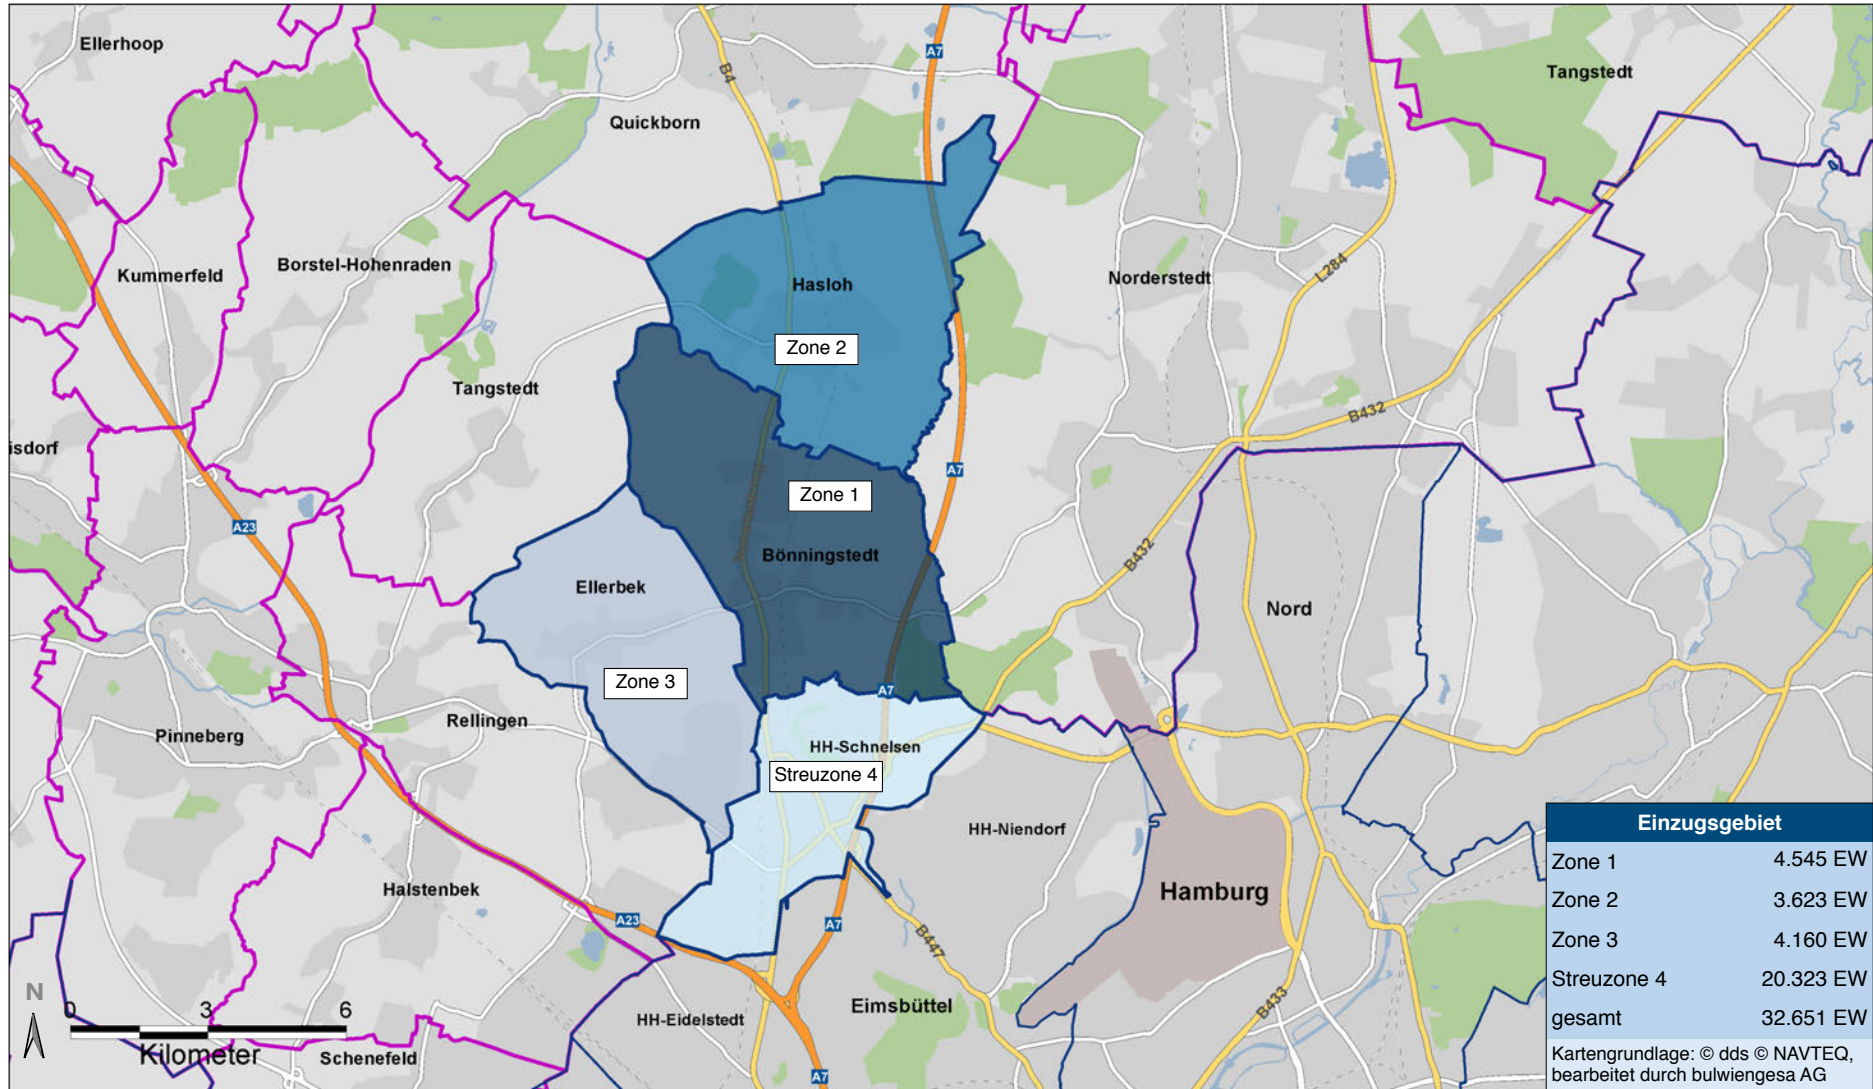 Ellerhoop
A7
Tangstedt
B4
Quickborn
Kummerfeld
Borstel-Hohenraden
Hasloh
Norderstedt
L284
Zone 2
Tangstedt
B432
isdorf
A7
Zone 1
A23
Bönningstedt
B432
Ellerbek
Nord
Zone 3
A7
Rellingen
Pinneberg
HH-Schnelsen
Streuzone 4
HH-Niendorf
Halstenbek
Hamburg
A23
A7
B447
Eimsbüttel
B433
HH-Eidelstedt
Schenefeld
A7
N
0 3 6
Kilometer
Einzugsgebiet
Zone 1 4.545 EW
Zone 2 3.623 EW
Zone 3 4.160 EW
Streuzone 4 20.323 EW
gesamt 32.651 EW
Kartengrundlage: © dds © NAVTEQ,
bearbeitet durch bulwiengesa AG